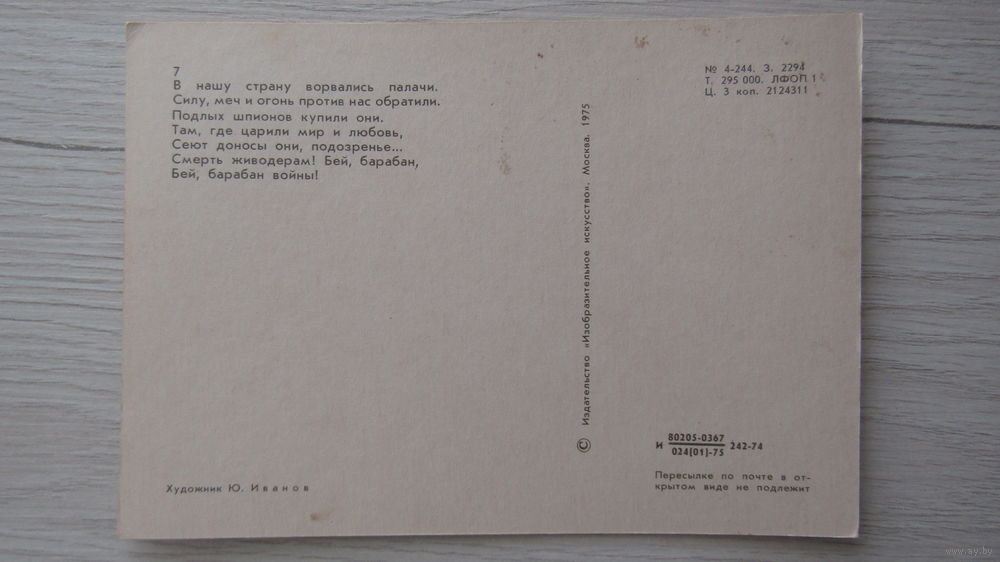 7
В нашу страну ворвались палачи.
Силу, меч и огонь против нас обратили.
Подлых шпионов купили они.
Там, где царили мир и любовь,
Сеют доносы они, подозренье...
Смерть живодерам! Бей, барабан,
Бей, барабан войны!
Художник Ю. Иванов
© Издательство «Изобразительное искусство». Москва. 1975
№ 4-244. З. 2294
Т. 295 000. ЛФОП 1
Ц. 3 коп. 2124311
И 80205-0367 242-74
024[01]-75
Пересылке по почте в от-
крытом виде не подлежит
www.ay.by